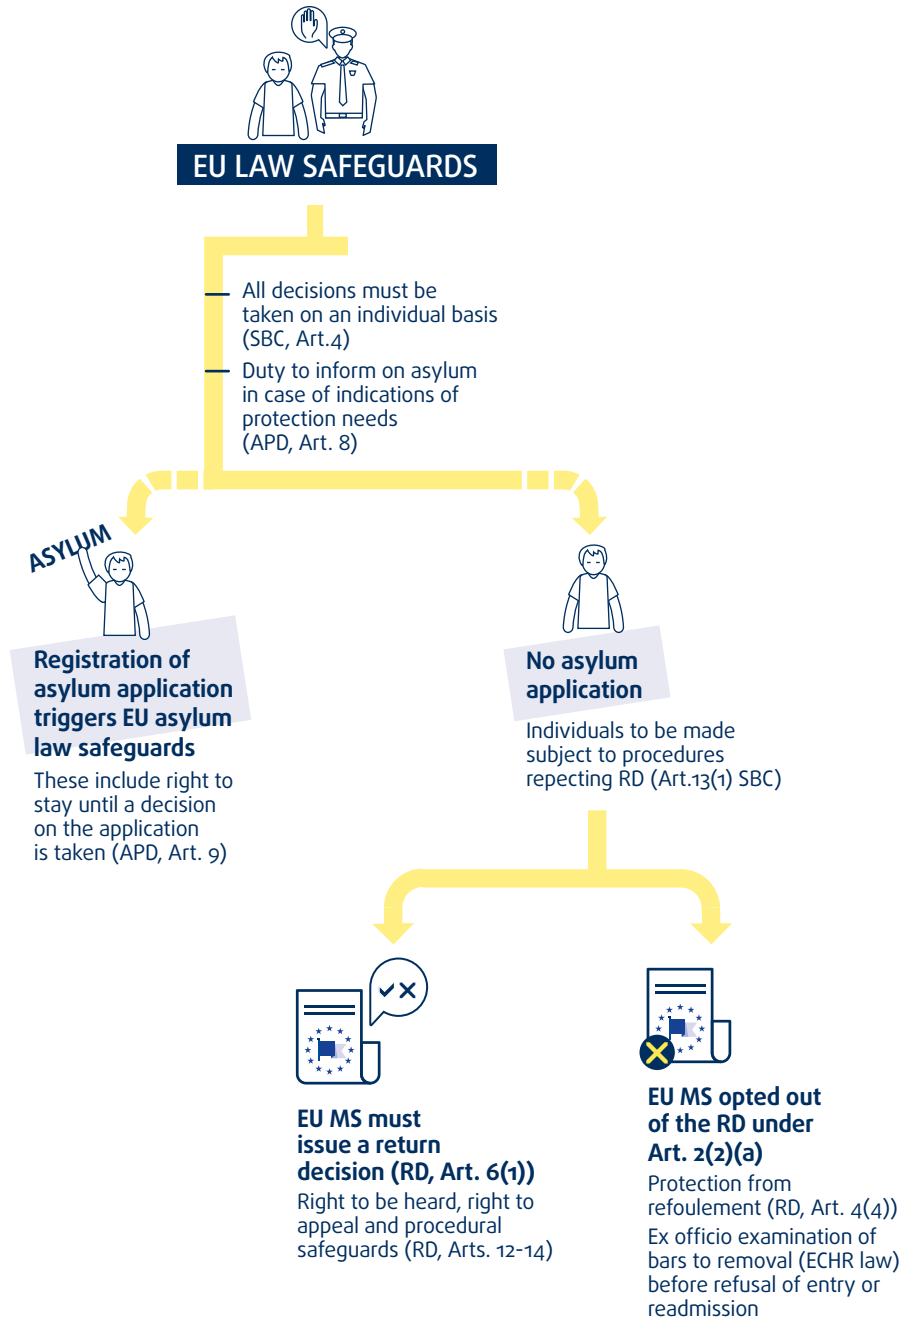 EU LAW SAFEGUARDS
All decisions must be
taken on an individual basis
(SBC, Art.4)
Duty to inform on asylum
in case of indications of
protection needs
(APD, Art. 8)
ASYLUM
Registration of
asylum application
triggers EU asylum
law safeguards
These include right to
stay until a decision
on the application
is taken (APD, Art. 9)
No asylum
application
Individuals to be made
subject to procedures
repecting RD (Art.13(1) SBC)
EU MS must
issue a return
decision (RD, Art. 6(1))
Right to be heard, right to
appeal and procedural
safeguards (RD, Arts. 12-14)
EU MS opted out
of the RD under
Art. 2(2)(a)
Protection from
refoulement (RD, Art. 4(4))
Ex officio examination of
bars to removal (ECHR law)
before refusal of entry or
readmission